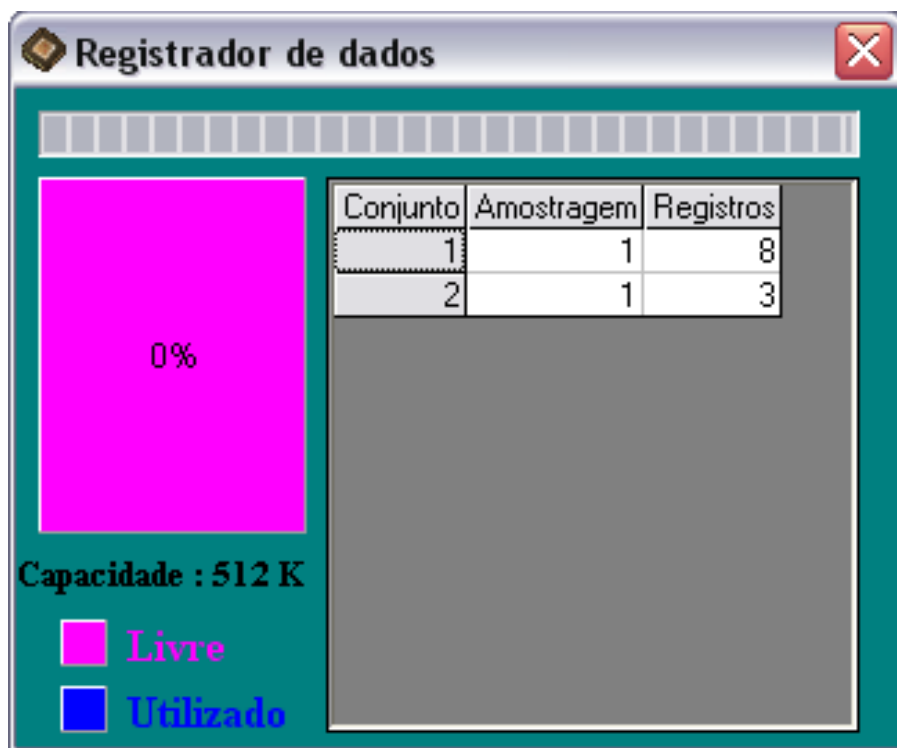 Registrador de dados
Conjunto Amostragem Registros
1 1 8
2 1 3
0%
Capacidade : 512 K
Livre
Utilizado